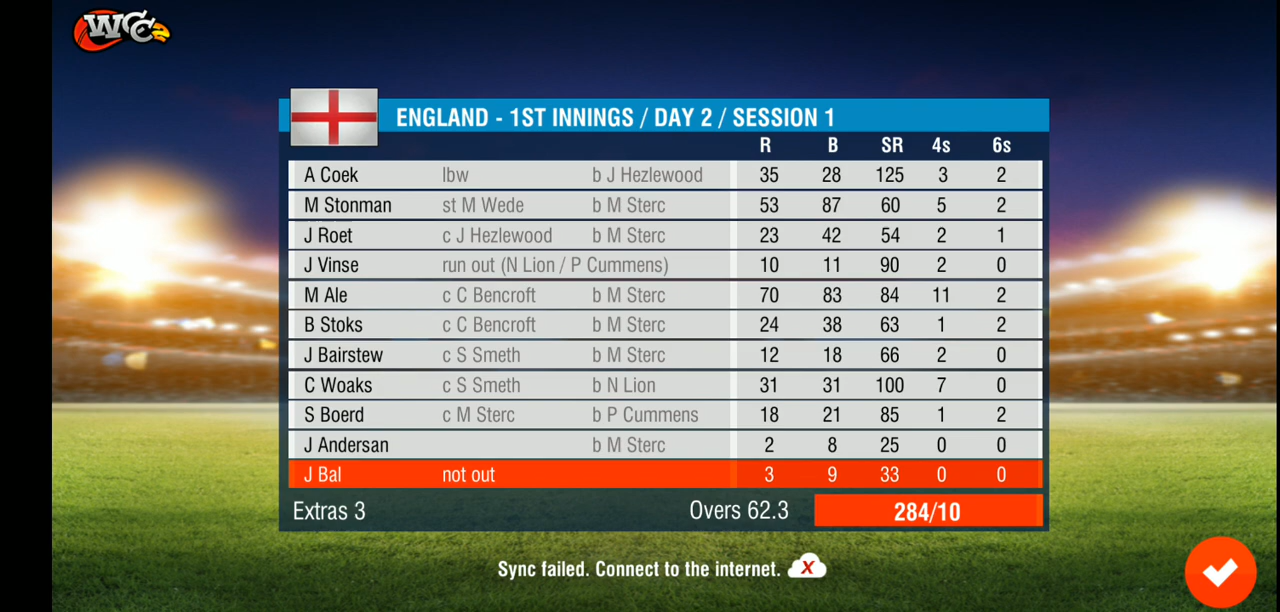 WCC
ENGLAND - 1ST INNINGS / DAY 2 / SESSION 1
R B SR 4s 6s
A Coek lbw b J Hezlewood 35 28 125 3 2
M Stonman st M Wede b M Sterc 53 87 60 5 2
J Roet c J Hezlewood b M Sterc 23 42 54 2 1
J Vinse run out (N Lion / P Cummens) 10 11 90 2 0
M Ale c C Bencroft b M Sterc 70 83 84 11 2
B Stoks c C Bencroft b M Sterc 24 38 63 1 2
J Bairstew c S Smeth b M Sterc 12 18 66 2 0
C Woaks c S Smeth b N Lion 31 31 100 7 0
S Boerd c M Sterc b P Cummens 18 21 85 1 2
J Andersan b M Sterc 2 8 25 0 0
J Bal not out 3 9 33 0 0
Extras 3 Overs 62.3 284/10
Sync failed. Connect to the internet. X